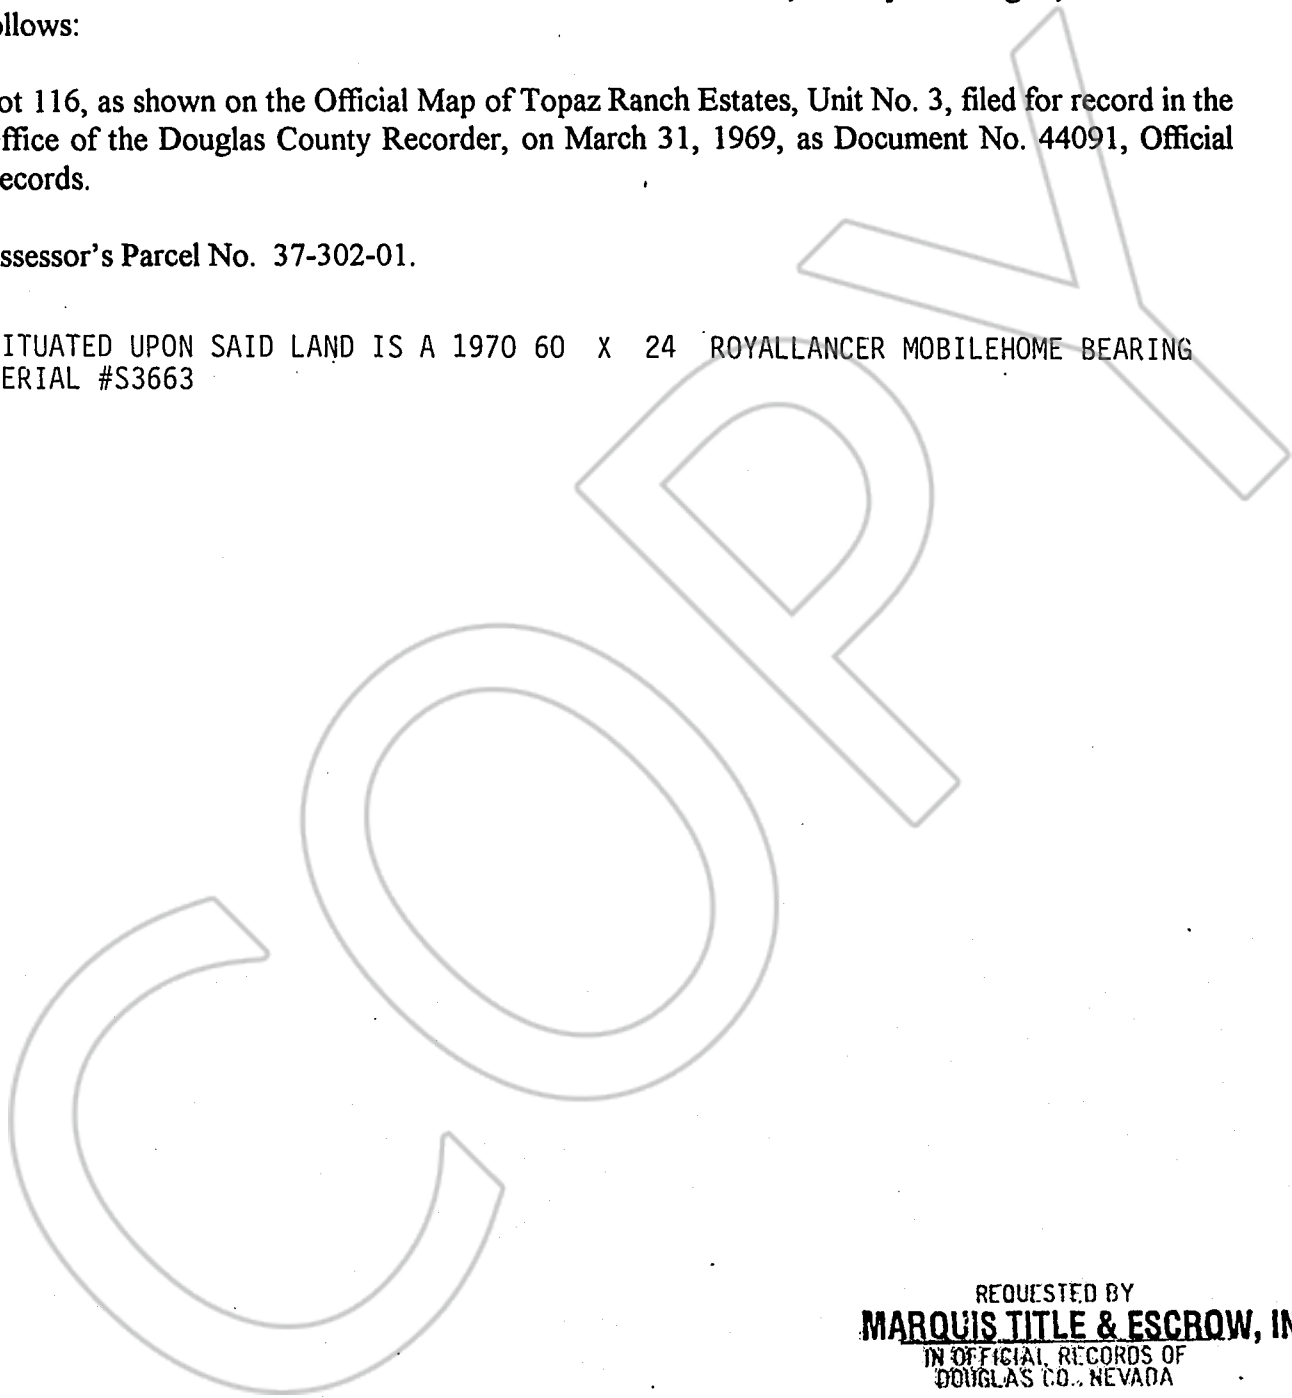 ollows:
ot 116, as shown on the Official Map of Topaz Ranch Estates, Unit No. 3, filed for record in the
ffice of the Douglas County Recorder, on March 31, 1969, as Document No. 44091, Official
ecords.
ssessor's Parcel No. 37-302-01.
ITUATED UPON SAID LAND IS A 1970 60 X 24 ROYALLANCER MOBILEHOME BEARING
ERIAL #S3663
COPY
REQUESTED BY
MARQUIS TITLE & ESCROW, IN
IN OFFICIAL RECORDS OF
DOUGLAS CO., NEVADA